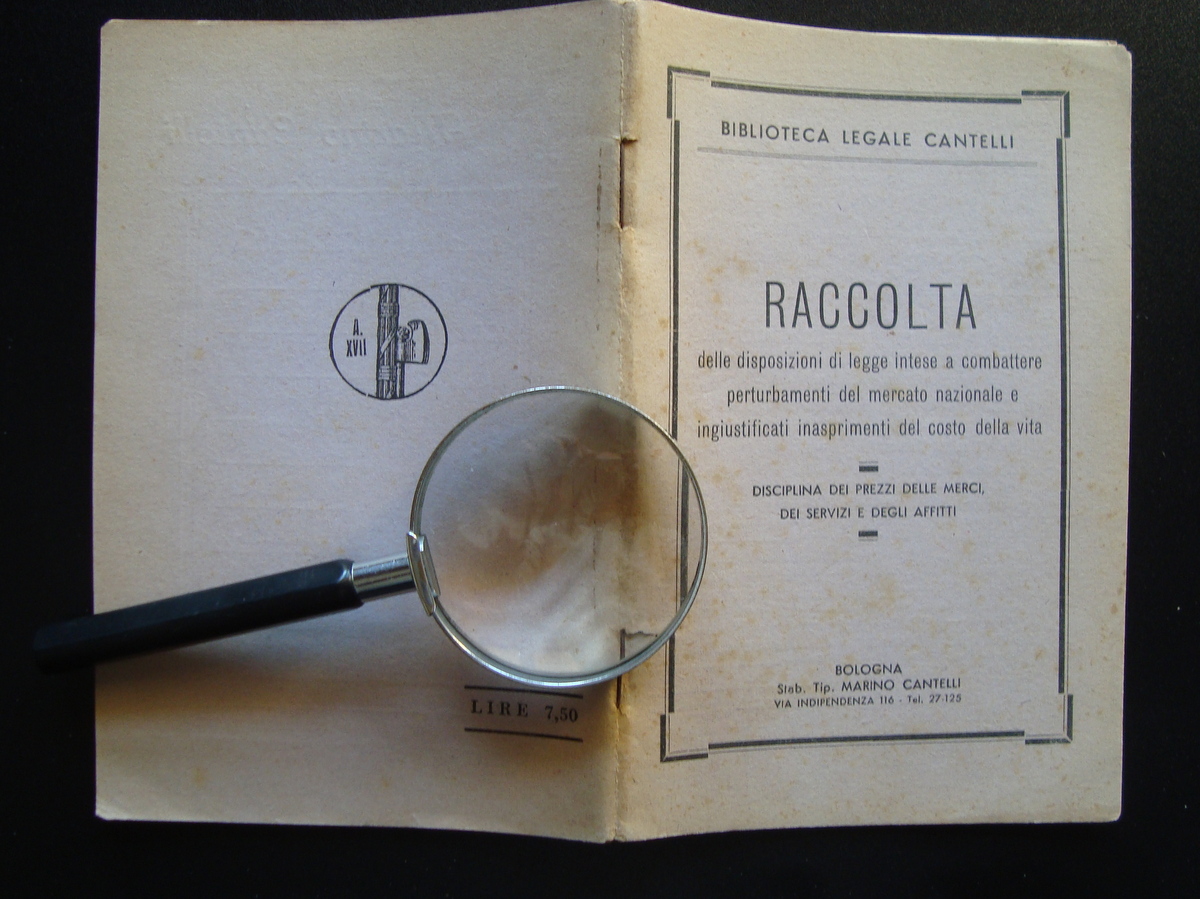 A.
XVII
LIRE 7,50
BIBLIOTECA LEGALE CANTELLI
RACCOLTA
delle disposizioni di legge intese a combattere
perturbamenti del mercato nazionale e
ingiustificati inasprimenti del costo della vita
DISCIPLINA DEI PREZZI DELLE MERCI,
DEI SERVIZI E DEGLI AFFITTI
BOLOGNA
Stab. Tip. MARINO CANTELLI
VIA INDIPENDENZA 116 - Tel. 27-125